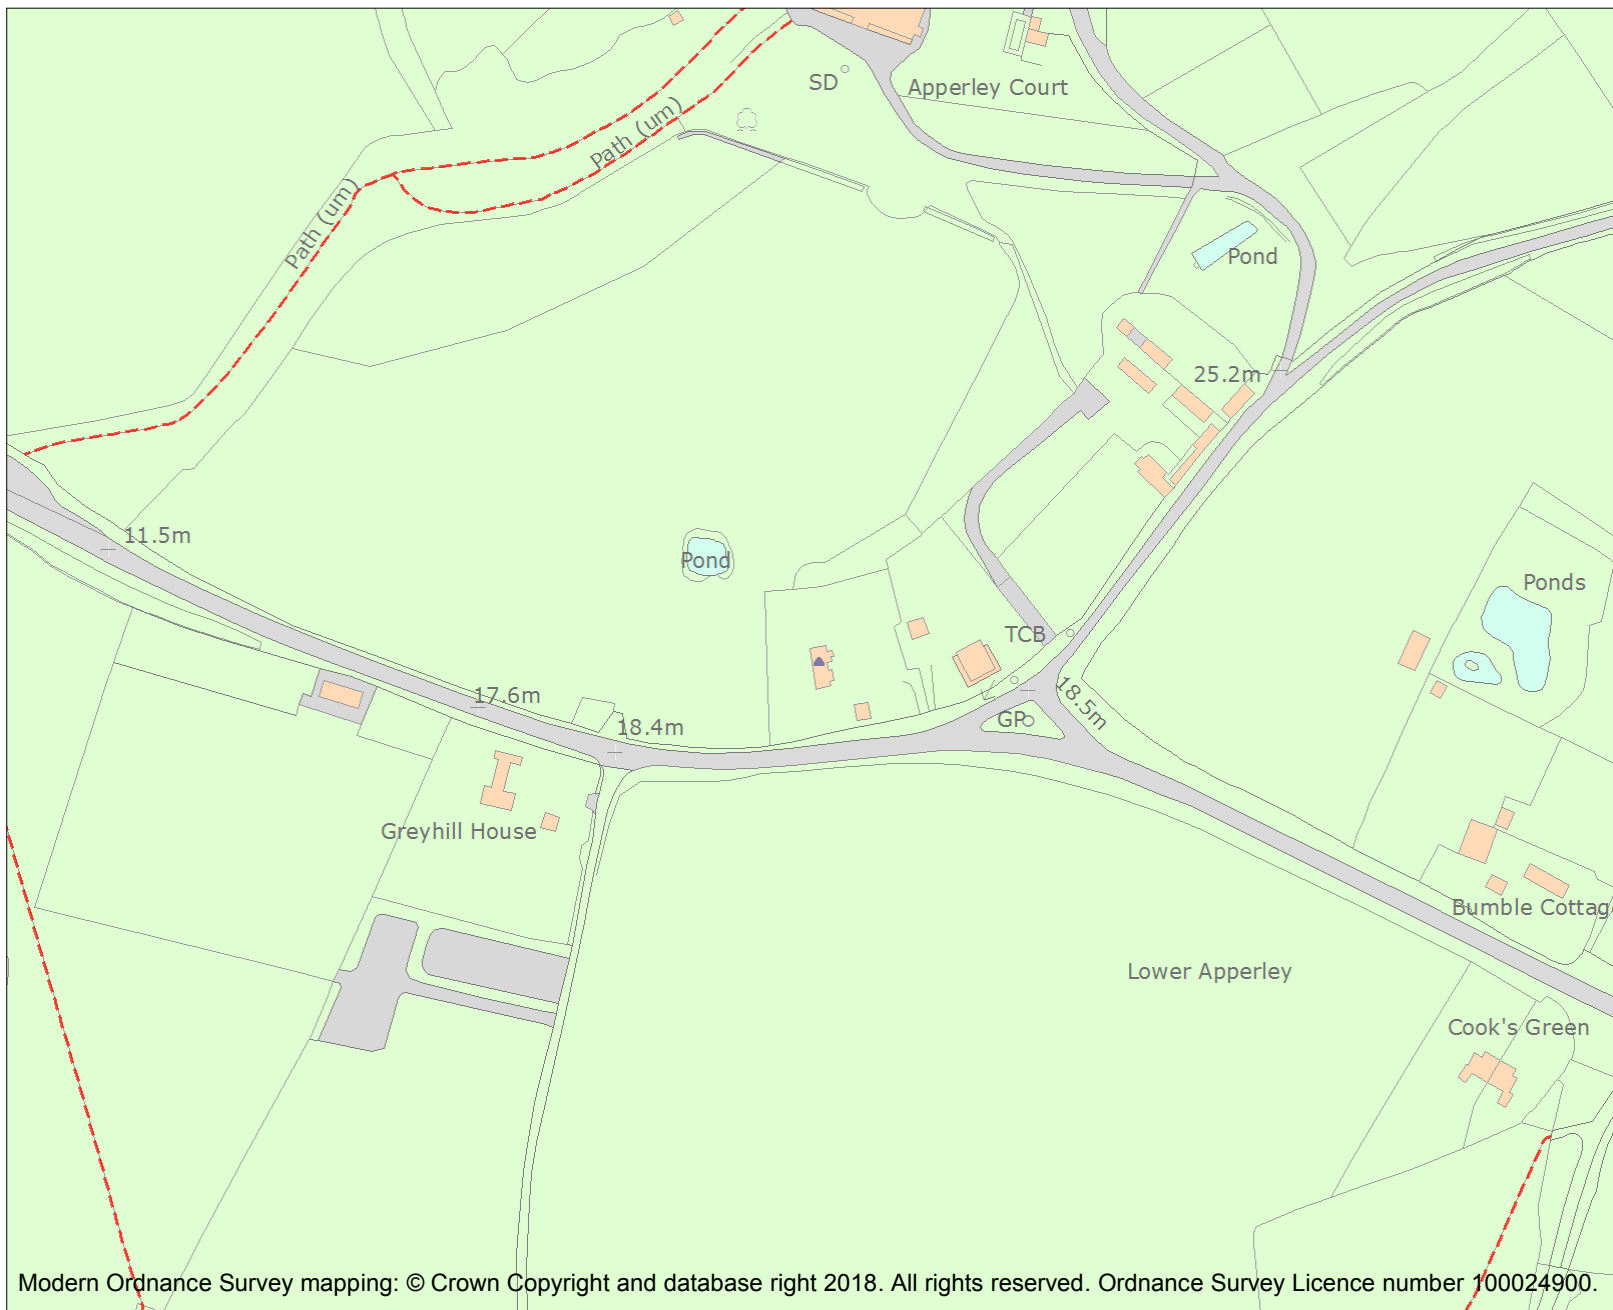 SD
Apperley Court
Path (um)
Path (um)
Pond
25.2m
11.5m
Pond
Ponds
TCB
17.6m
18.5m
GP
18.4m
Greyhill House
Bumble Cottag
Lower Apperley
Cook's Green
Modern Ordnance Survey mapping: © Crown Copyright and database right 2018. All rights reserved. Ordnance Survey Licence number 100024900.